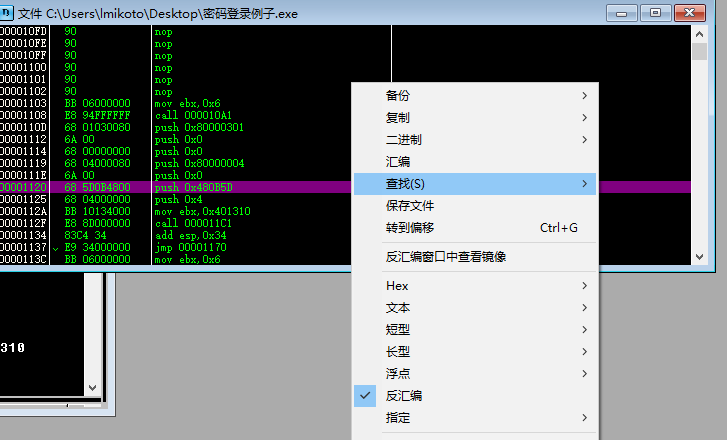 文件 C:\Users\lmikoto\Desktop\密码登录例子.exe
000010FD 90 nop
000010FE 90 nop
000010FF 90 nop
00001100 90 nop
00001101 90 nop
00001102 90 nop
00001103 BB 06000000 mov ebx,0x6
00001108 E8 94FFFFFF call 000010A1
0000110D 68 01030080 push 0x80000301
00001112 6A 00 push 0x0
00001114 68 00000000 push 0x0
00001119 68 04000080 push 0x80000004
0000111E 6A 00 push 0x0
00001120 68 5D0B4800 push 0x480B5D
00001125 68 04000000 push 0x4
0000112A BB 10134000 mov ebx,0x401310
0000112F E8 8D000000 call 000011C1
00001134 83C4 34 add esp,0x34
00001137 E9 34000000 jmp 00001170
0000113C BB 06000000 mov ebx,0x6
310
备份
复制
二进制
汇编
查找(S)
保存文件
转到偏移 Ctrl+G
反汇编窗口中查看镜像
Hex
文本
短型
长型
浮点
反汇编
指定